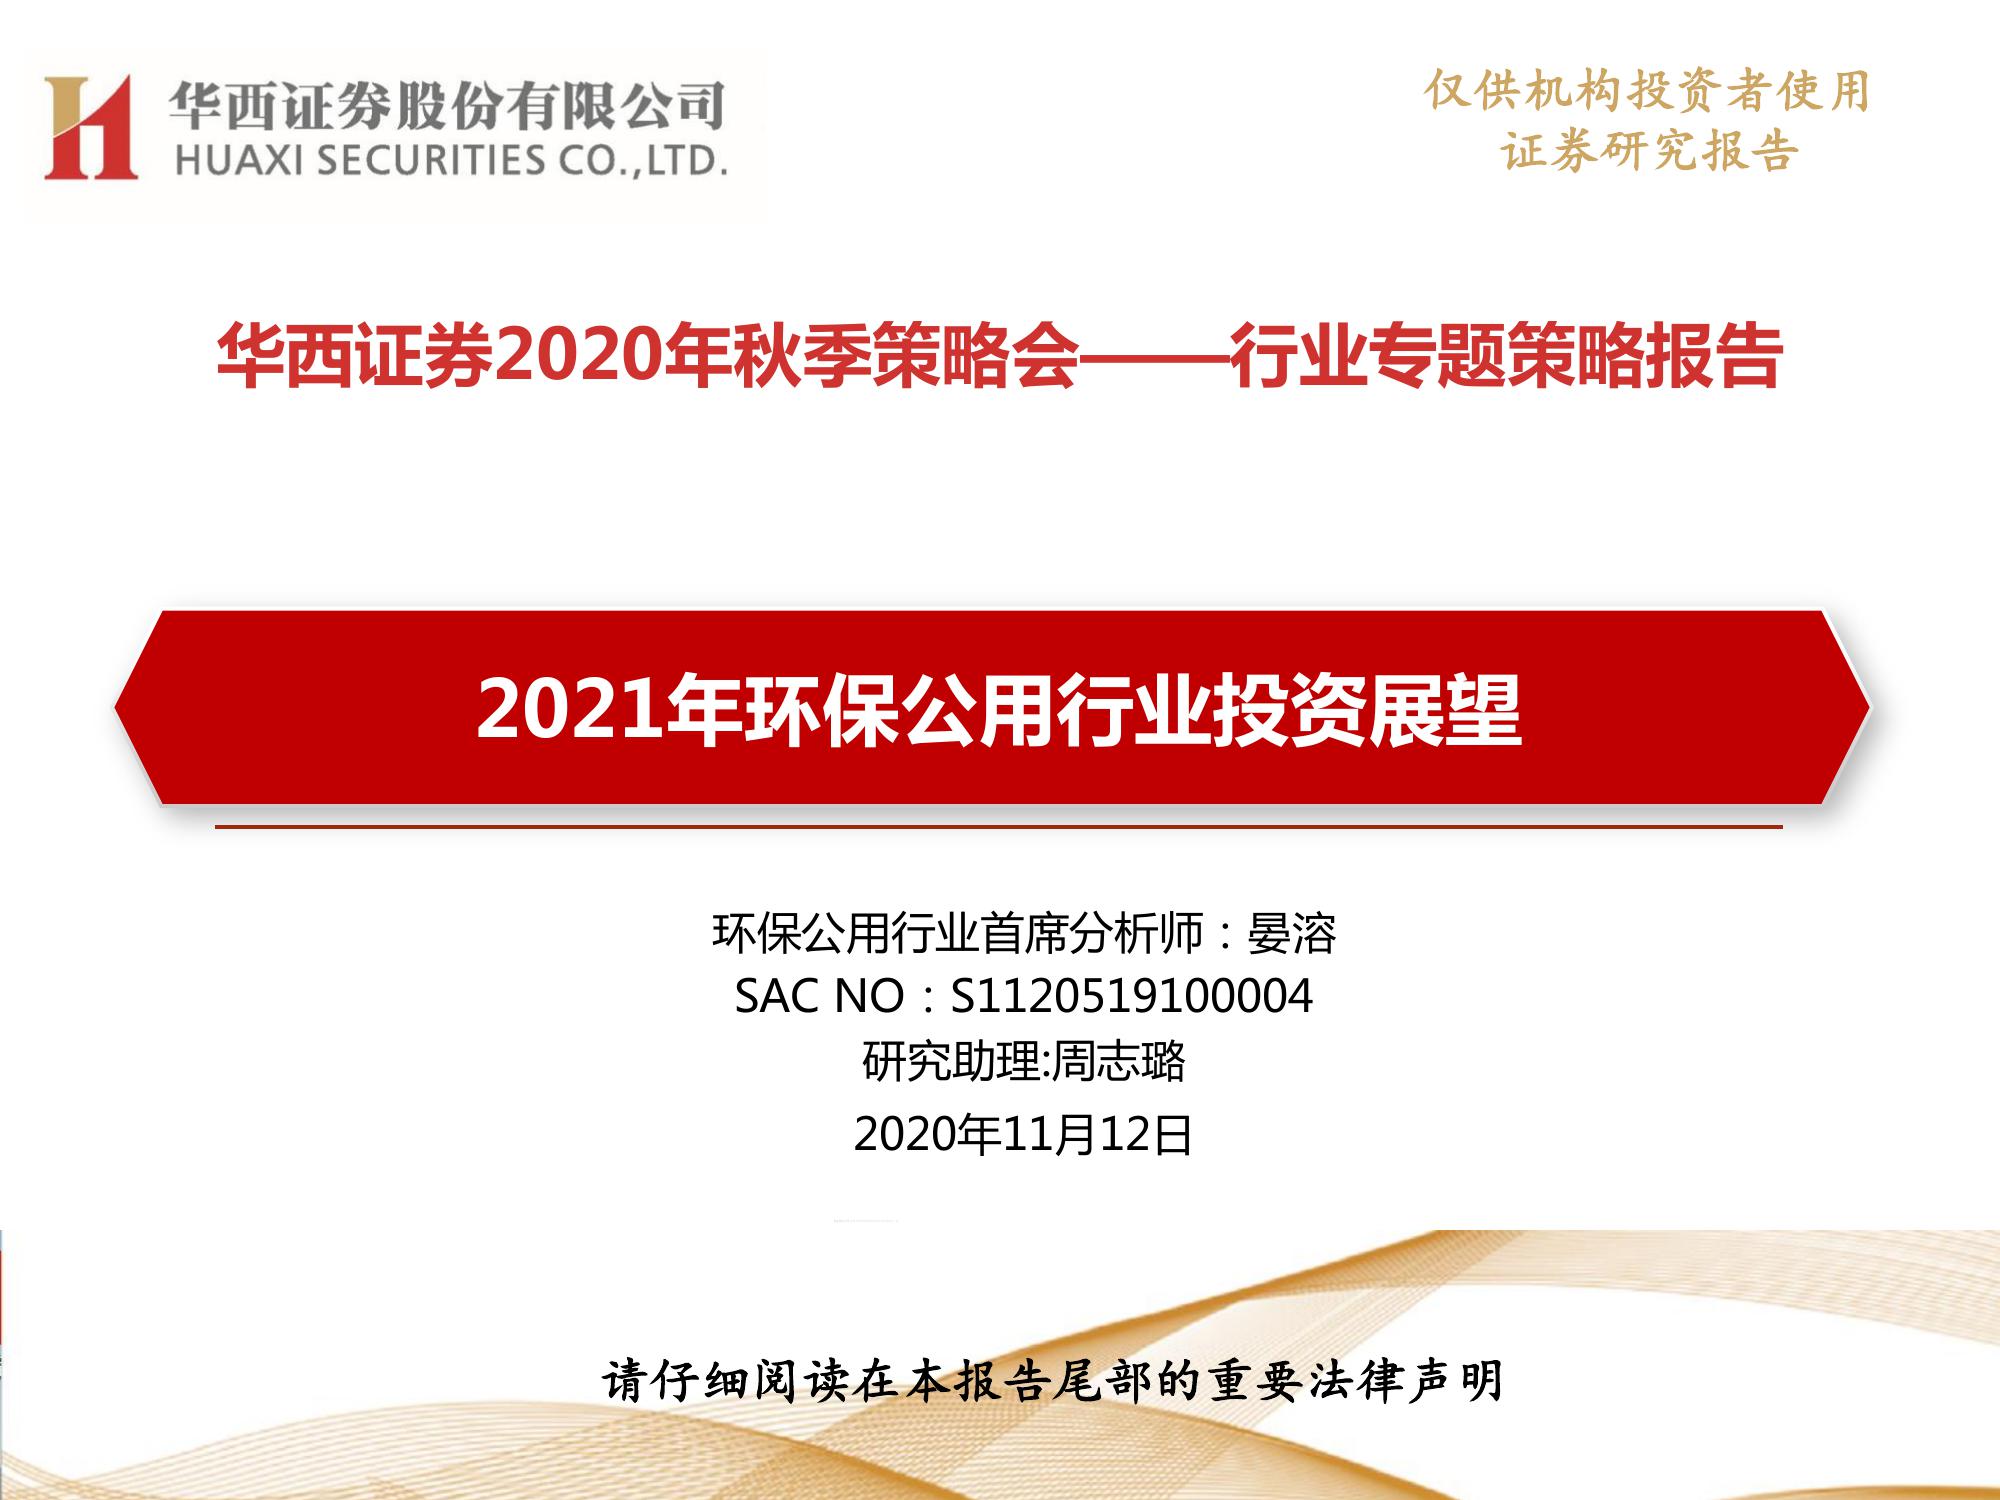 华西证券股份有限公司
HUAXI SECURITIES CO.,LTD.
仅供机构投资者使用
证券研究报告
华西证券2020年秋季策略会——行业专题策略报告
2021年环保公用行业投资展望
环保公用行业首席分析师：晏溶
SAC NO：S1120519100004
研究助理:周志璐
2020年11月12日
请仔细阅读在本报告尾部的重要法律声明